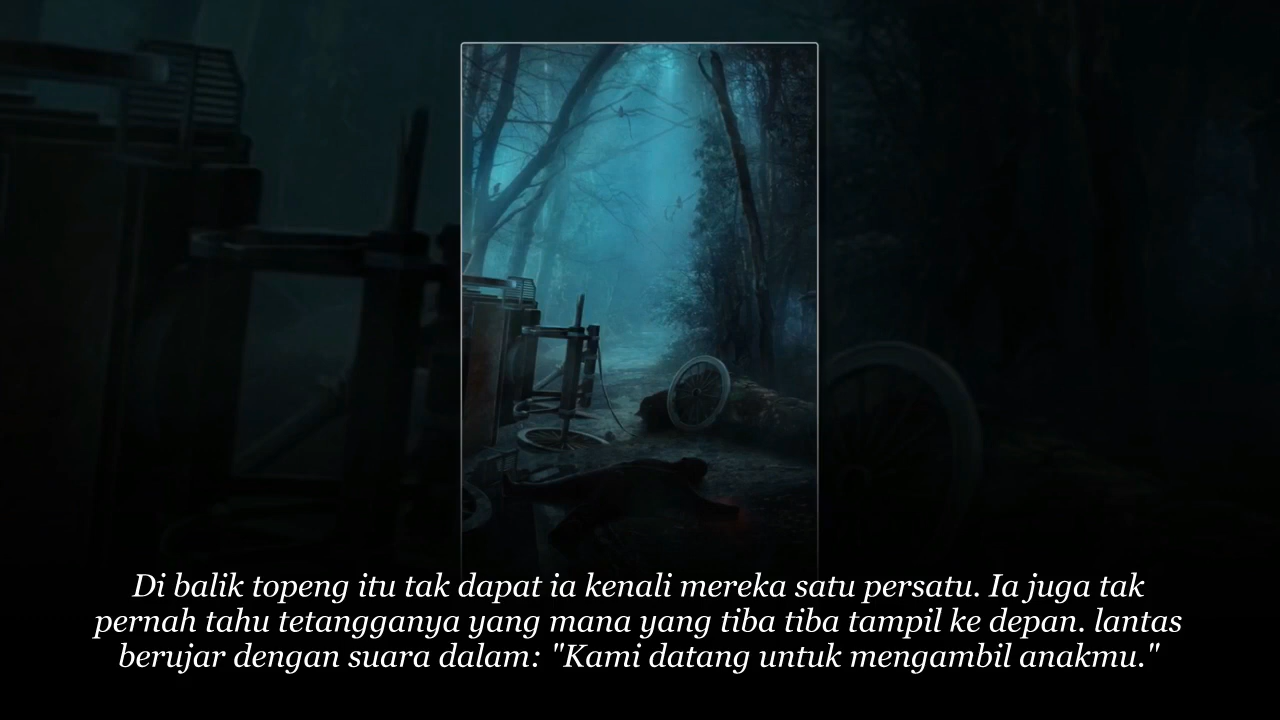 Di balik topeng itu tak dapat ia kenali mereka satu persatu. Ia juga tak
pernah tahu tetangganya yang mana yang tiba tiba tampil ke depan. lantas
berujar dengan suara dalam: "Kami datang untuk mengambil anakmu."